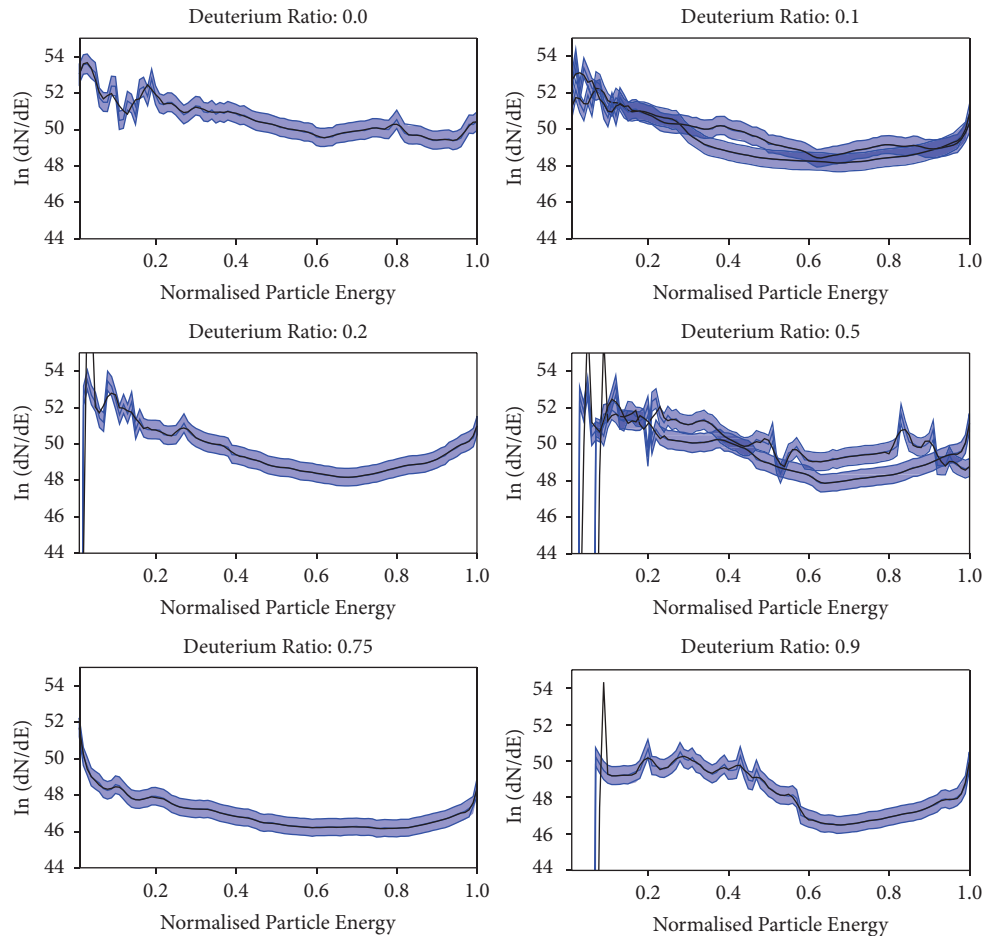 Deuterium Ratio: 0.0
54
52
50
48
46
44
In (dN/dE)
0.2 0.4 0.6 0.8 1.0
Normalised Particle Energy
Deuterium Ratio: 0.1
54
52
50
48
46
44
In (dN/dE)
0.2 0.4 0.6 0.8 1.0
Normalised Particle Energy
Deuterium Ratio: 0.2
54
52
50
48
46
44
In (dN/dE)
0.2 0.4 0.6 0.8 1.0
Normalised Particle Energy
Deuterium Ratio: 0.5
54
52
50
48
46
44
In (dN/dE)
0.2 0.4 0.6 0.8 1.0
Normalised Particle Energy
Deuterium Ratio: 0.75
54
52
50
48
46
44
In (dN/dE)
0.2 0.4 0.6 0.8 1.0
Normalised Particle Energy
Deuterium Ratio: 0.9
54
52
50
48
46
44
In (dN/dE)
0.2 0.4 0.6 0.8 1.0
Normalised Particle Energy